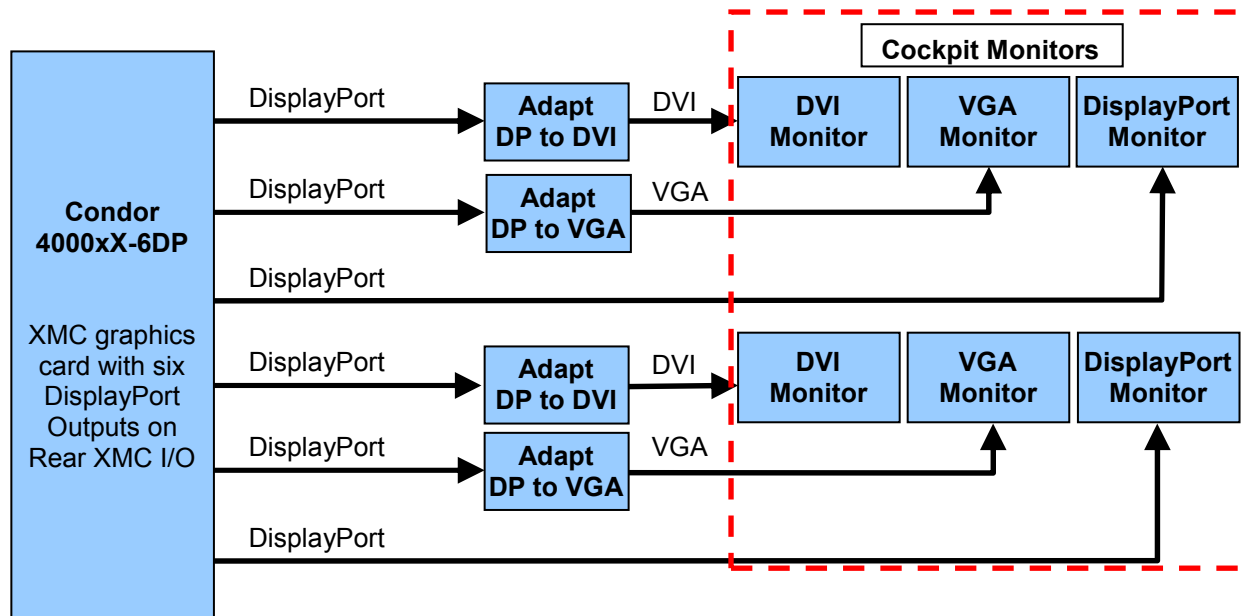 Cockpit Monitors
Condor
4000xX-6DP
XMC graphics
card with six
DisplayPort
Outputs on
Rear XMC I/O
DisplayPort
Adapt
DP to DVI
DVI
DVI
Monitor
VGA
Monitor
DisplayPort
Monitor
DisplayPort
Adapt
DP to VGA
VGA
DisplayPort
DisplayPort
Adapt
DP to DVI
DVI
DVI
Monitor
VGA
Monitor
DisplayPort
Monitor
DisplayPort
Adapt
DP to VGA
VGA
DisplayPort